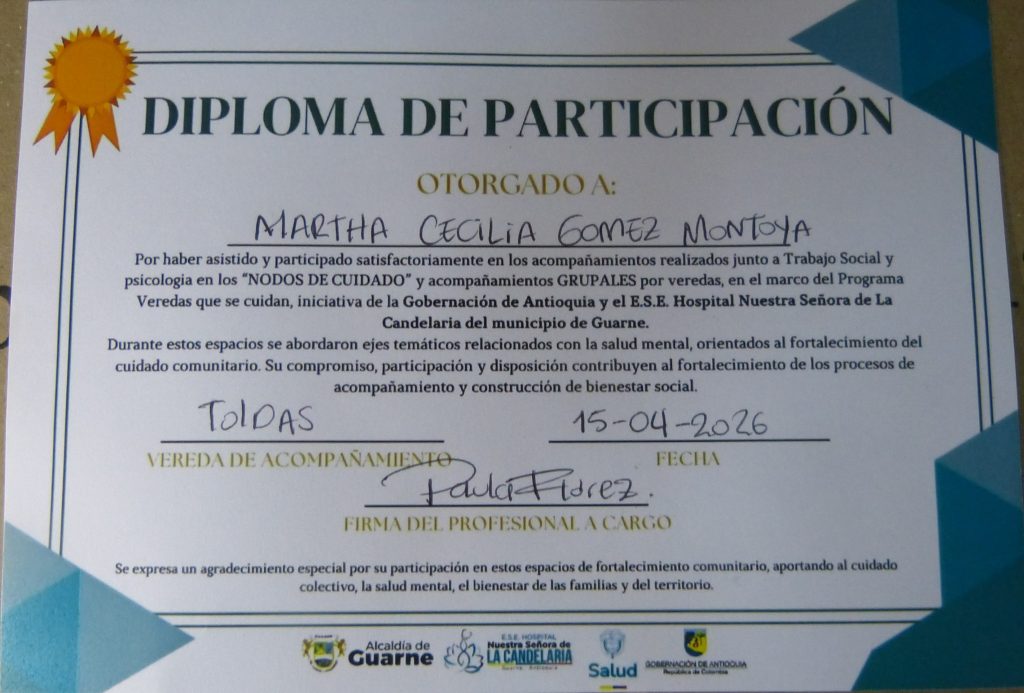 DIPLOMA DE PARTICIPACIÓN
OTORGADO A:
MARTHA CECILIA GOMEZ MONTOYA
Por haber asistido y participado satisfactoriamente en los acompañamientos realizados junto a Trabajo Social y
psicologia en los "NODOS DE CUIDADO" y acompañamientos GRUPALES por veredas, en el marco del Programa
Veredas que se cuidan, iniciativa de la Gobernación de Antioquia y el E.S.E. Hospital Nuestra Señora de La
Candelaria del municipio de Guarne.
Durante estos espacios se abordaron ejes temáticos relacionados con la salud mental, orientados al fortalecimiento del
cuidado comunitario. Su compromiso, participación y disposición contribuyen al fortalecimiento de los procesos de
acompañamiento y construcción de bienestar social.
TOLDAS 15-04-2026
VEREDA DE ACOMPAÑAMIENTO FECHA
Paula Florez.
FIRMA DEL PROFESIONAL A CARGO
Se expresa un agradecimiento especial por su participación en estos espacios de fortalecimiento comunitario, aportando al cuidado
colectivo, la salud mental, el bienestar de las familias y del territorio.
Alcaldía de
Guarne
E.S.E. HOSPITAL
Nuestra Señora de
LA CANDELARIA
Guarne, Antioquia
Salud
GOBERNACIÓN DE ANTIOQUIA
República de Colombia